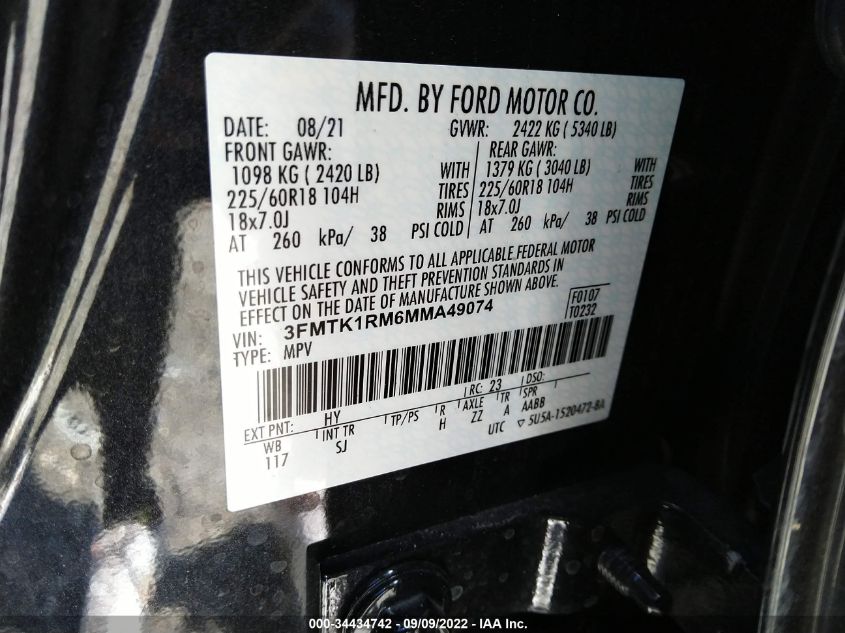 MFD. BY FORD MOTOR CO.
DATE: 08/21 GVWR: 2422 KG ( 5340 LB)
FRONT GAWR: REAR GAWR:
1098 KG ( 2420 LB) WITH 1379 KG ( 3040 LB) WITH
225/60R18 104H TIRES 225/60R18 104H TIRES
18x7.0J RIMS 18x7.0J RIMS
AT 260 kPa/ 38 PSI COLD AT 260 kPa/ 38 PSI COLD
THIS VEHICLE CONFORMS TO ALL APPLICABLE FEDERAL MOTOR
VEHICLE SAFETY AND THEFT PREVENTION STANDARDS IN
EFFECT ON THE DATE OF MANUFACTURE SHOWN ABOVE.
VIN: 3FMTK1RM6MMA49074 F0107
TYPE: MPV T0232
RC: 23 DSO:
EXT PNT: HY TP/PS R AXLE TR SPR
WB INT TR H ZZ A AABB
117 SJ UTC ▽ 5U5A-1520472-BA
000-34434742 - 09/09/2022 - IAA Inc.